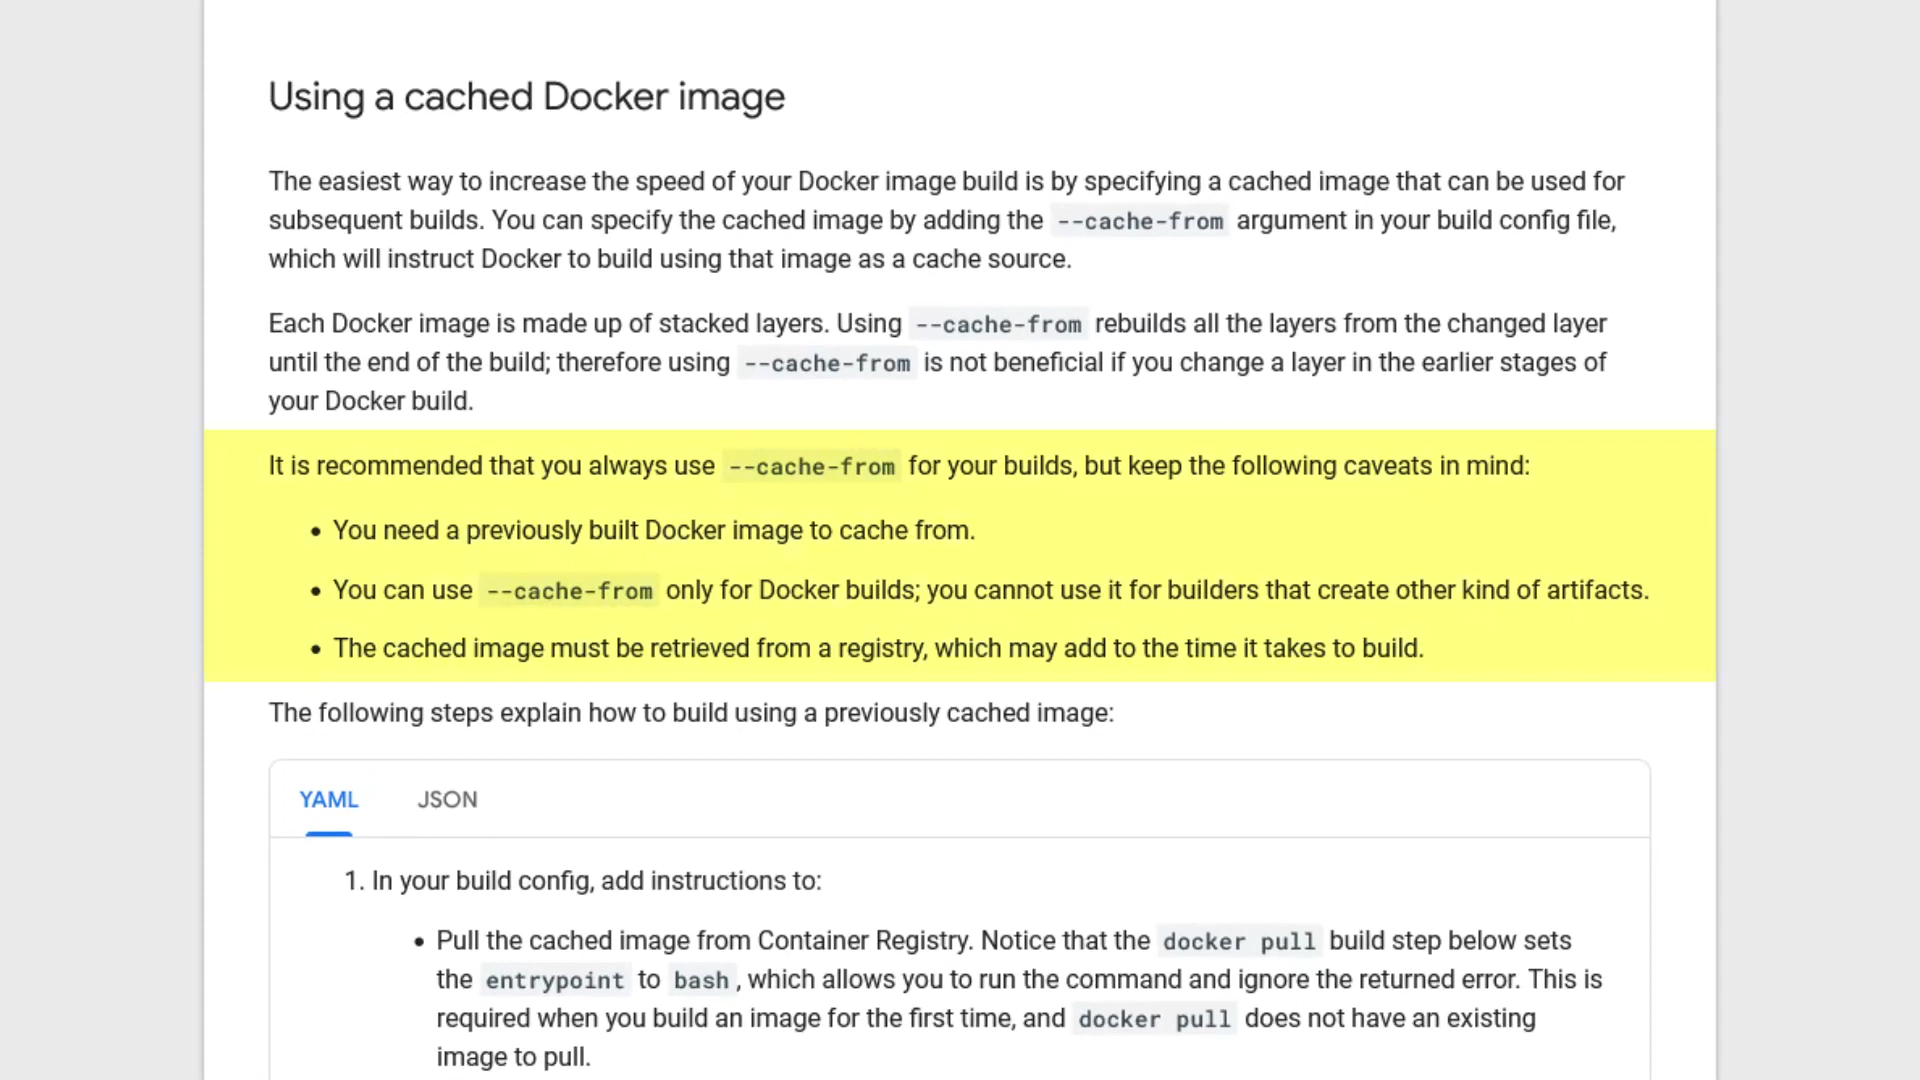 Using a cached Docker image
The easiest way to increase the speed of your Docker image build is by specifying a cached image that can be used for
subsequent builds. You can specify the cached image by adding the --cache-from argument in your build config file,
which will instruct Docker to build using that image as a cache source.
Each Docker image is made up of stacked layers. Using --cache-from rebuilds all the layers from the changed layer
until the end of the build; therefore using --cache-from is not beneficial if you change a layer in the earlier stages of
your Docker build.
It is recommended that you always use --cache-from for your builds, but keep the following caveats in mind:
• You need a previously built Docker image to cache from.
• You can use --cache-from only for Docker builds; you cannot use it for builders that create other kind of artifacts.
• The cached image must be retrieved from a registry, which may add to the time it takes to build.
The following steps explain how to build using a previously cached image:
YAML JSON
1. In your build config, add instructions to:
• Pull the cached image from Container Registry. Notice that the docker pull build step below sets
the entrypoint to bash, which allows you to run the command and ignore the returned error. This is
required when you build an image for the first time, and docker pull does not have an existing
image to pull.